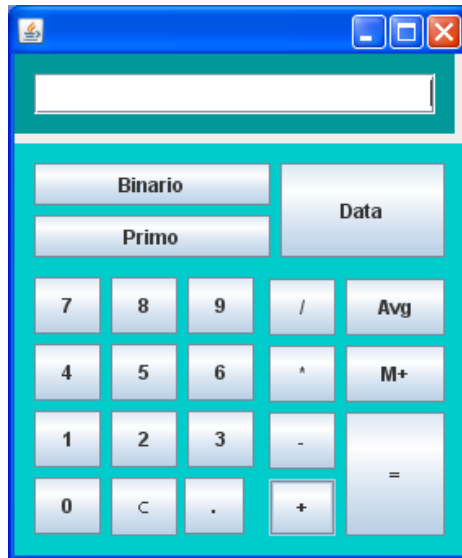 Binario
Data
Primo
7 8 9 / Avg
4 5 6 * M+
1 2 3 - =
0 C . +